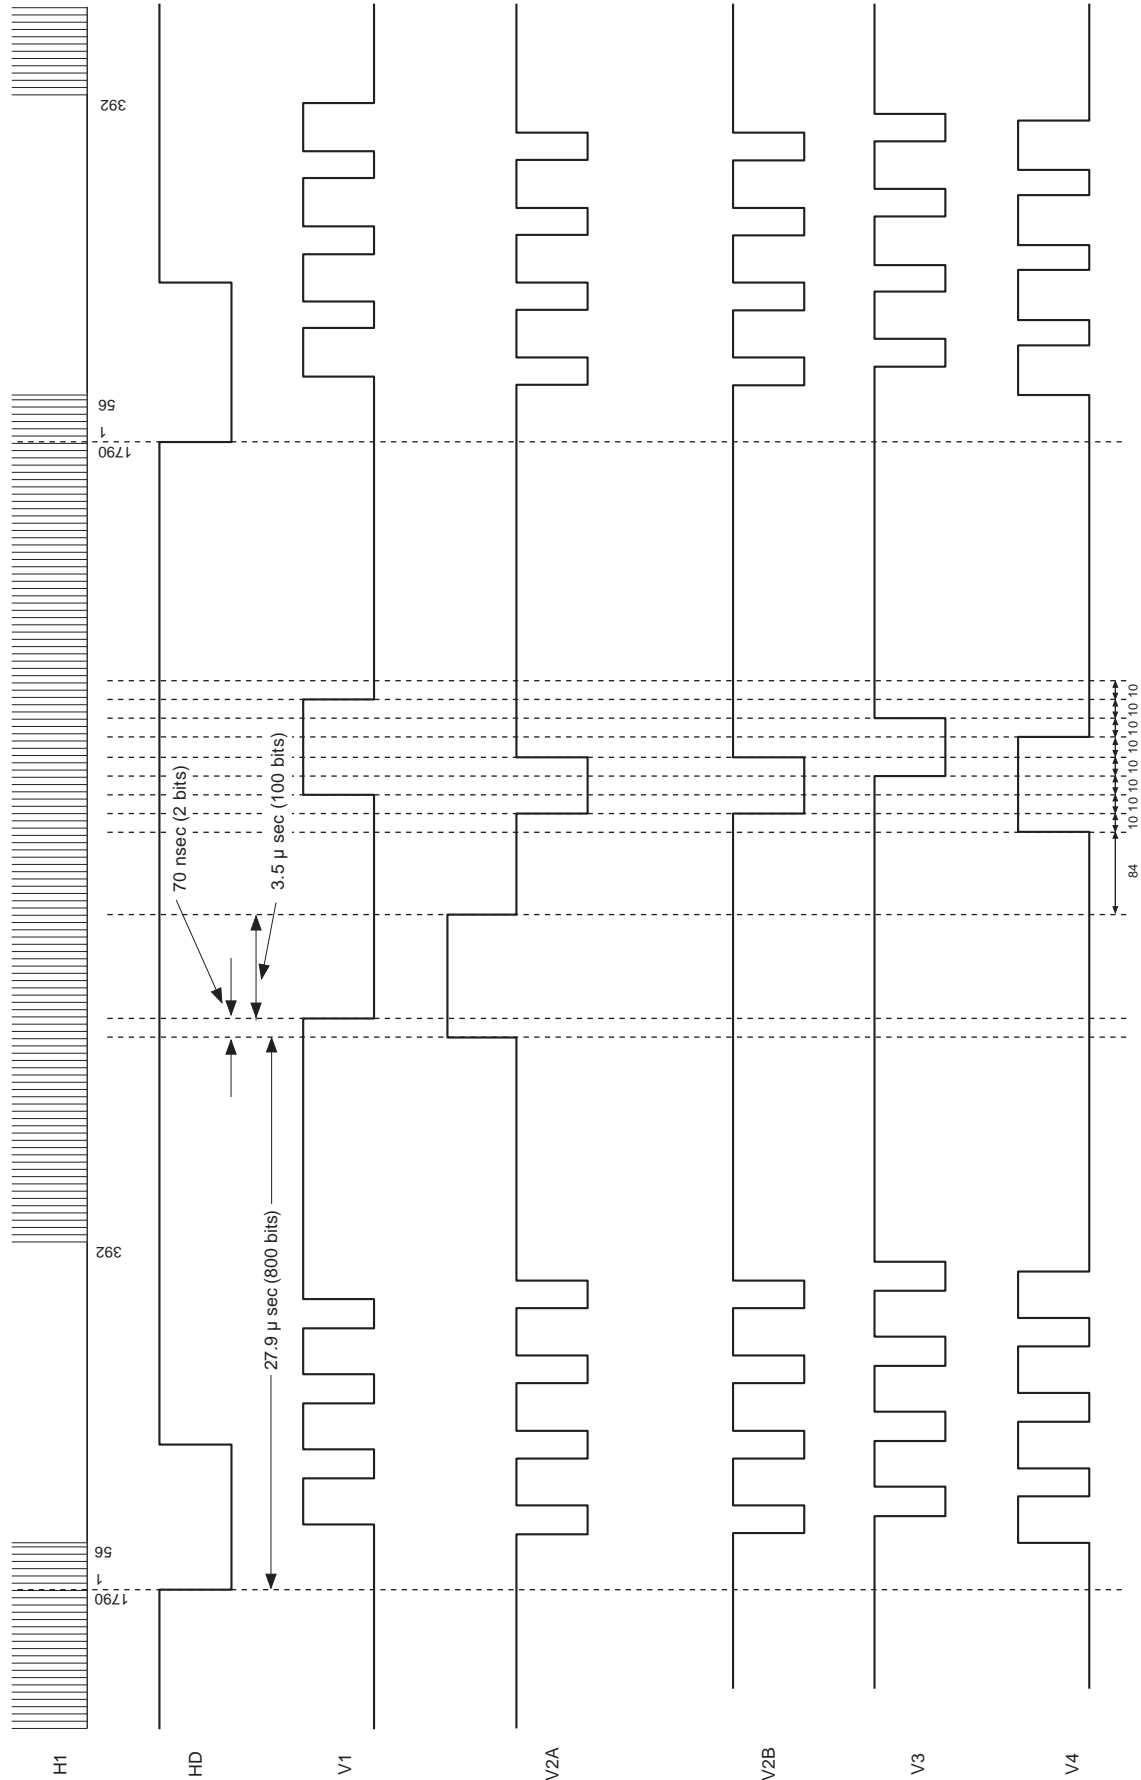 H1
1790
1
56
392
1790
1
56
392
HD
27.9 µ sec (800 bits)
70 nsec (2 bits)
3.5 µ sec (100 bits)
V1
V2A
V2B
V3
V4
84
10 10 10 10 10 10 10 10